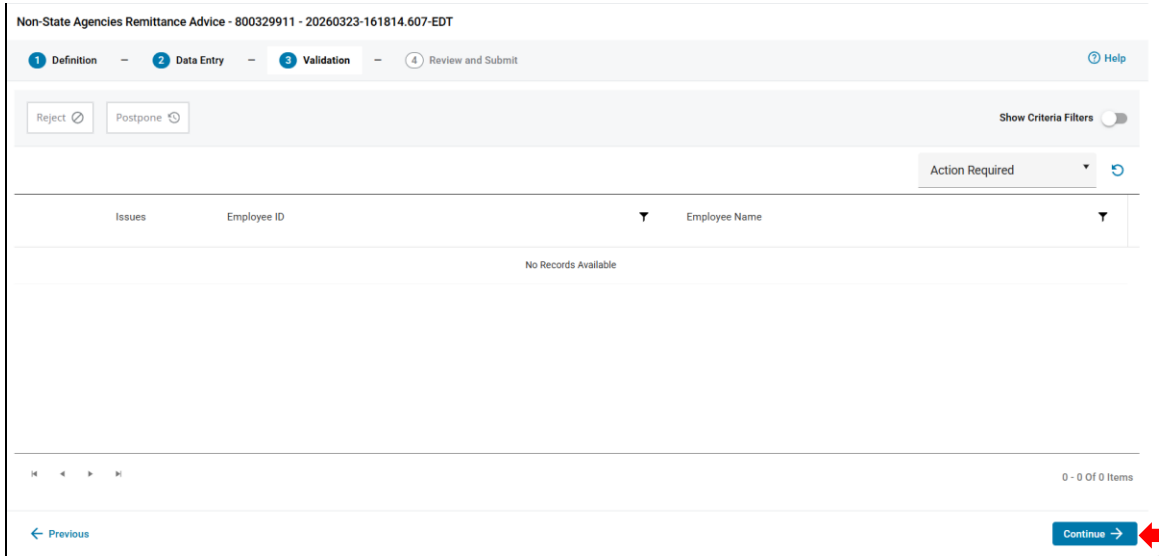 Non-State Agencies Remittance Advice - 800329911 - 20260323-161814.607-EDT
1 Definition – 2 Data Entry – 3 Validation – 4 Review and Submit ? Help
Reject Postpone Show Criteria Filters
Action Required
Issues Employee ID Employee Name
No Records Available
0 - 0 Of 0 Items
Previous Continue